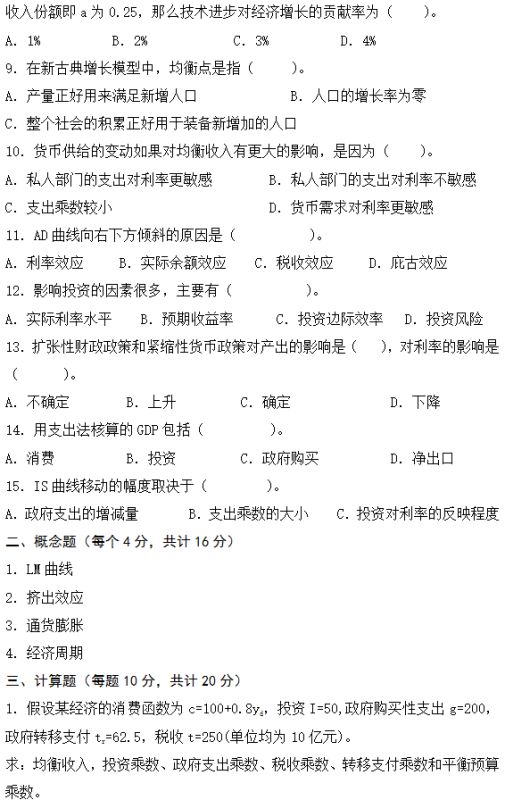 收入份额即 a 为 0.25，那么技术进步对经济增长的贡献率为（　　）。
A. 1%　　B. 2%　　C. 3%　　D. 4%
9. 在新古典增长模型中，均衡点是指（　　）。
A. 产量正好用来满足新增人口　　B. 人口的增长率为零
C. 整个社会的积累正好用于装备新增加的人口
10. 货币供给的变动如果对均衡收入有更大的影响，是因为（　　）。
A. 私人部门的支出对利率更敏感　　B. 私人部门的支出对利率不敏感
C. 支出乘数较小　　D. 货币需求对利率更敏感
11. AD曲线向右下方倾斜的原因是（　　）。
A. 利率效应　　B. 实际余额效应　　C. 税收效应　　D. 庇古效应
12. 影响投资的因素很多，主要有（　　）。
A. 实际利率水平　　B. 预期收益率　　C. 投资边际效率　　D. 投资风险
13. 扩张性财政政策和紧缩性货币政策对产出的影响是（　　），对利率的影响是
（　　）。
A. 不确定　　B. 上升　　C. 确定　　D. 下降
14. 用支出法核算的GDP包括（　　）。
A. 消费　　B. 投资　　C. 政府购买　　D. 净出口
15. IS曲线移动的幅度取决于（　　）。
A. 政府支出的增减量　　B. 支出乘数的大小　　C. 投资对利率的反映程度
二、概念题（每个4分，共计16分）
1. LM曲线
2. 挤出效应
3. 通货膨胀
4. 经济周期
三、计算题（每题10分，共计20分）
1. 假设某经济的消费函数为 c=100+0.8y_d，投资 I=50,政府购买性支出 g=200，
政府转移支付 t_r=62.5，税收 t=250(单位均为 10 亿元)。
求：均衡收入，投资乘数、政府支出乘数、税收乘数、转移支付乘数和平衡预算
乘数。